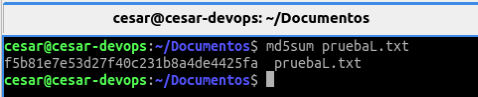 cesar@cesar-devops: ~/Documentos
cesar@cesar-devops:~/Documentos$ md5sum pruebaL.txt
f5b81e7e53d27f40c231b8a4de4425fa  pruebaL.txt
cesar@cesar-devops:~/Documentos$